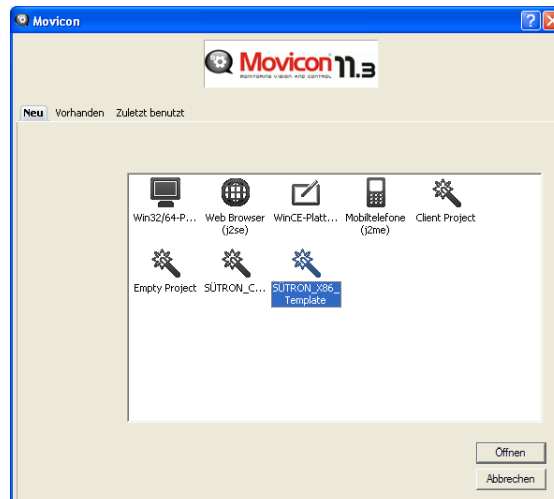 Movicon
Movicon 11.3
MONITORING VISION AND CONTROL
Neu Vorhanden Zuletzt benutzt
Win32/64-P... Web Browser (j2se) WinCE-Platt... Mobiltelefone (j2me) Client Project
Empty Project SÜTRON_C... SÜTRON_X86_ Template
Öffnen
Abbrechen